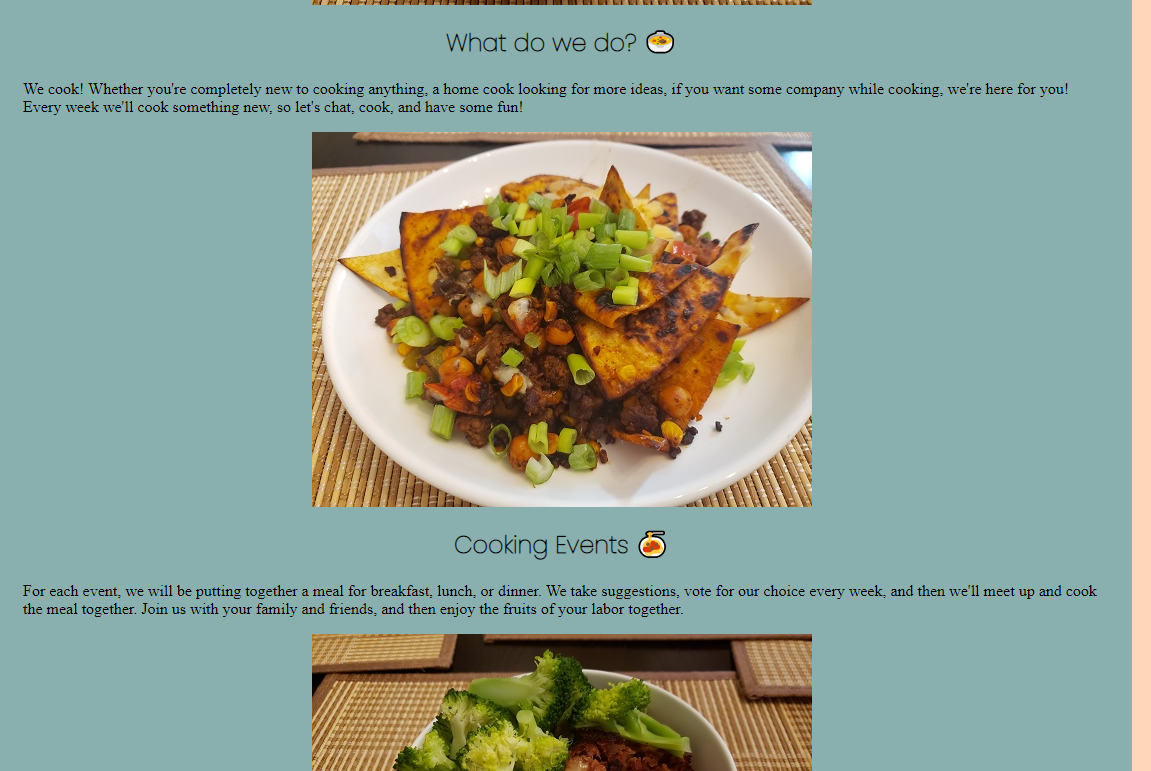 What do we do?
We cook! Whether you're completely new to cooking anything, a home cook looking for more ideas, if you want some company while cooking, we're here for you!
Every week we'll cook something new, so let's chat, cook, and have some fun!
Cooking Events
For each event, we will be putting together a meal for breakfast, lunch, or dinner. We take suggestions, vote for our choice every week, and then we'll meet up and cook
the meal together. Join us with your family and friends, and then enjoy the fruits of your labor together.